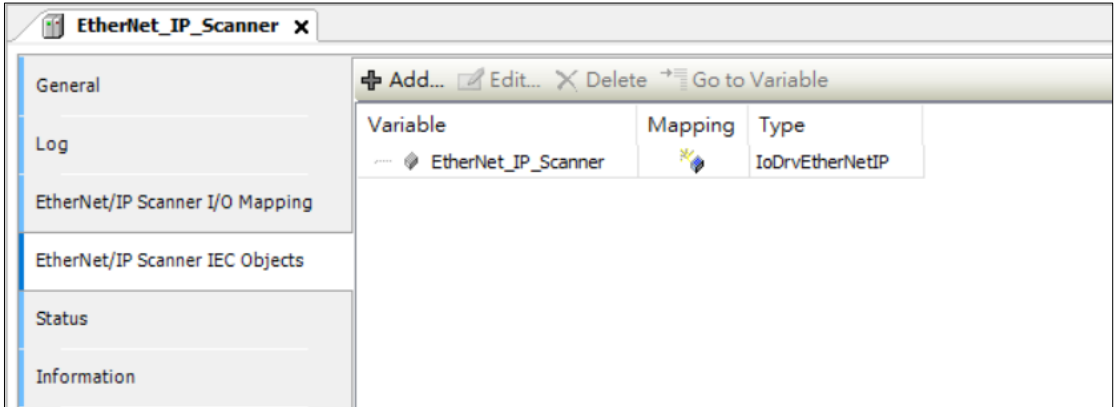 EtherNet_IP_Scanner
General
Log
EtherNet/IP Scanner I/O Mapping
EtherNet/IP Scanner IEC Objects
Status
Information
Add... Edit... Delete Go to Variable
Variable Mapping Type
EtherNet_IP_Scanner IoDrvEtherNetIP